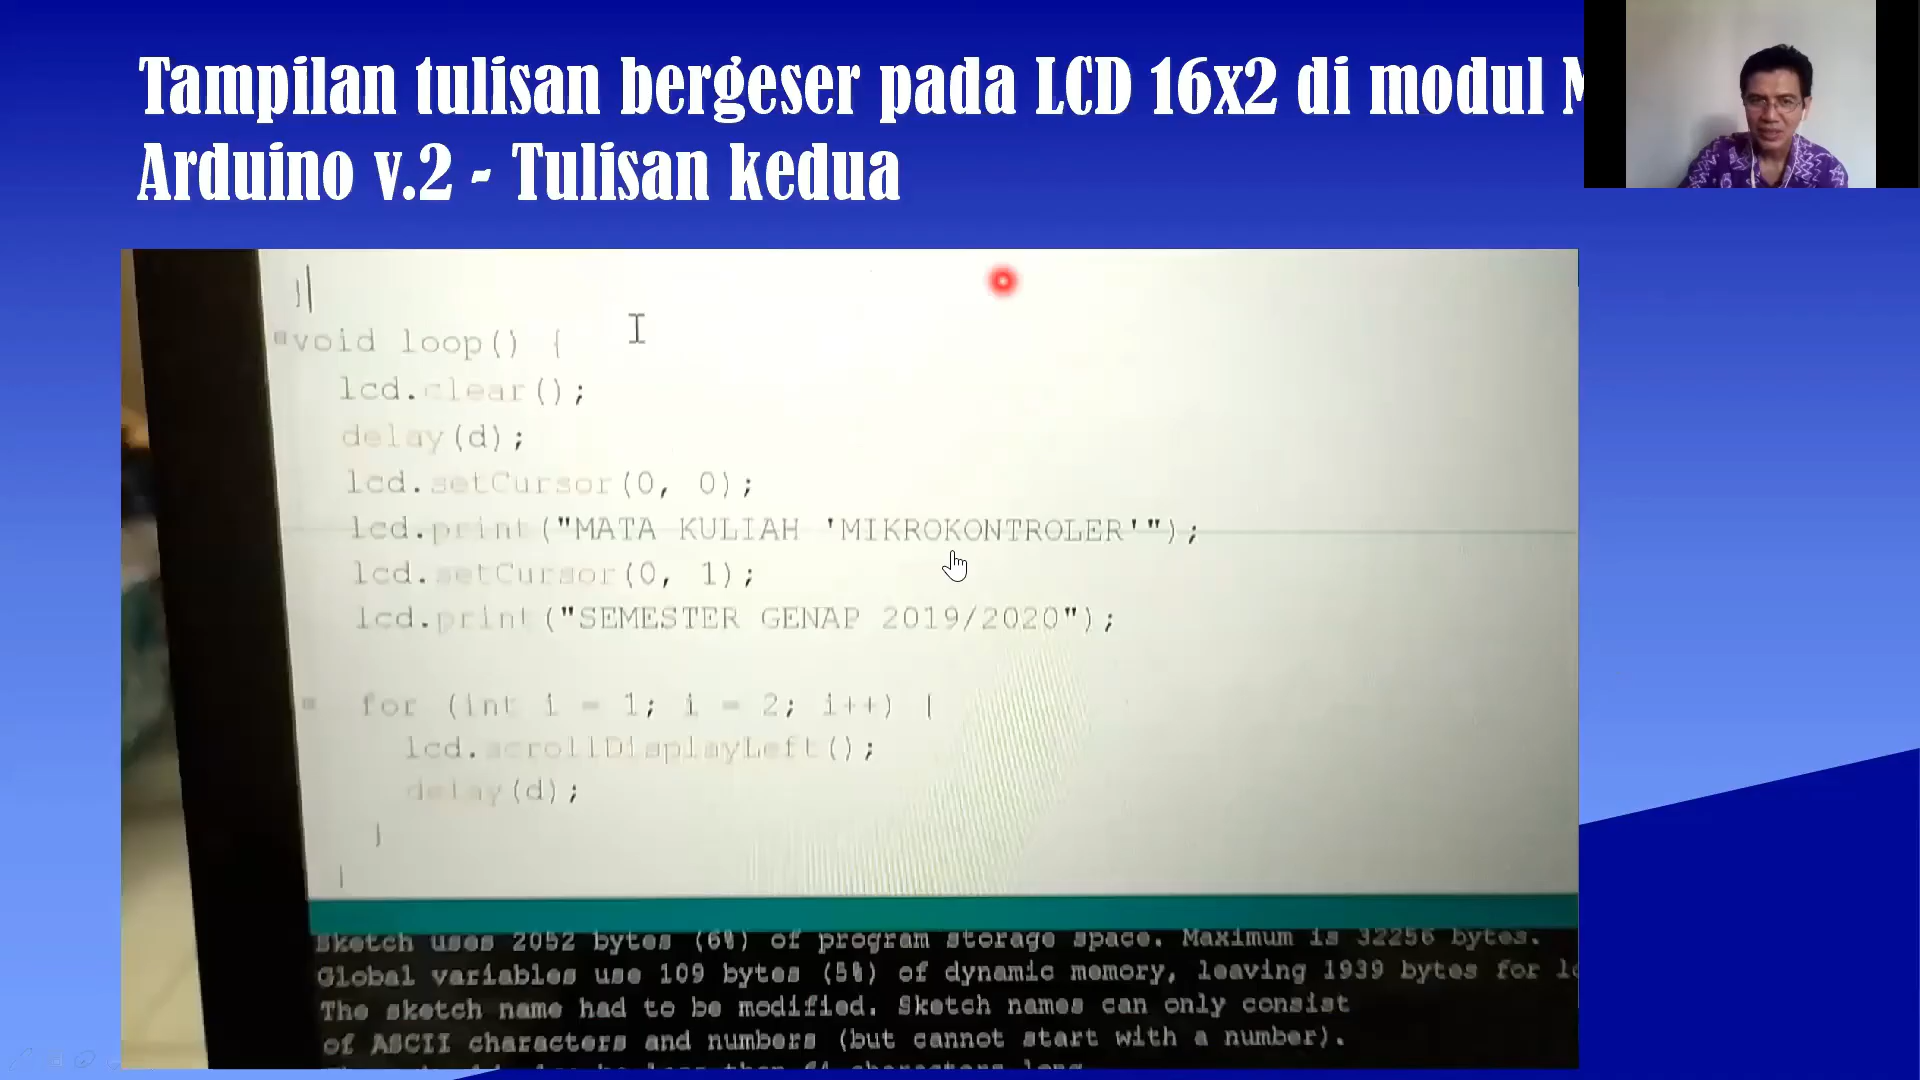 Tampilan tulisan bergeser pada LCD 16x2 di modul
Arduino v.2 - Tulisan kedua
}
void loop() {
lcd.clear();
delay(d);
lcd.setCursor(0, 0);
lcd.print("MATA KULIAH 'MIKROKONTROLER'");
lcd.setCursor(0, 1);
lcd.print("SEMESTER GENAP 2019/2020");
for (int i = 1; i = 2; i++) {
lcd.scrollDisplayLeft();
delay(d);
}
}
Sketch uses 2052 bytes (6%) of program storage space. Maximum is 32256 bytes.
Global variables use 109 bytes (5%) of dynamic memory, leaving 1939 bytes for
The sketch name had to be modified. Sketch names can only consist
of ASCII characters and numbers (but cannot start with a number).